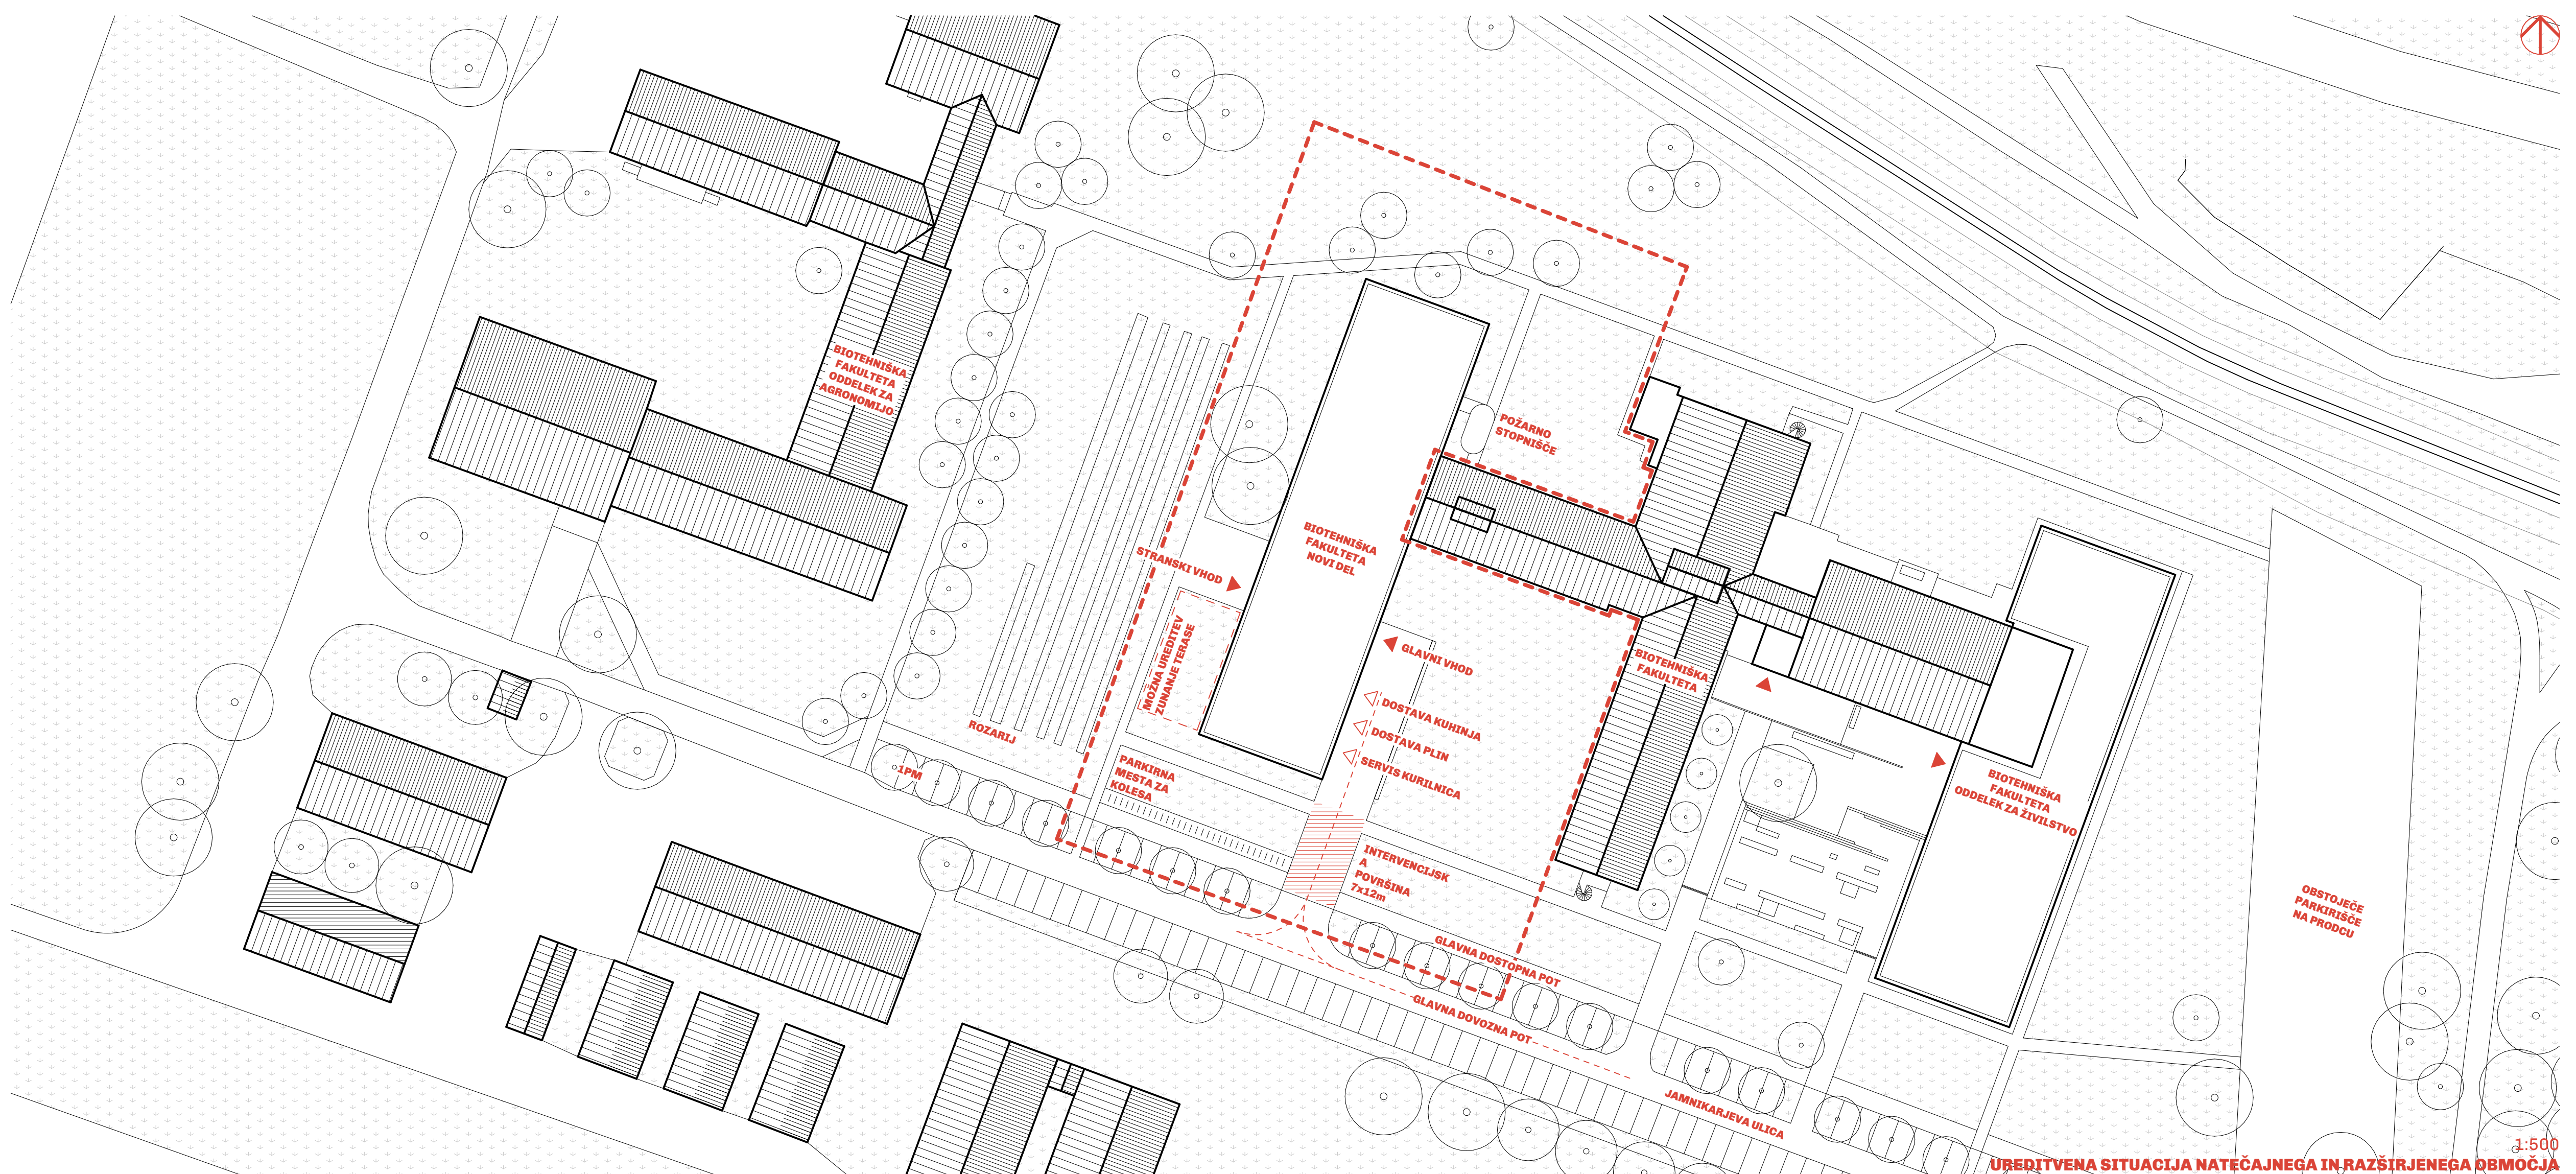 BIOTEHNIŠKA
FAKULTETA
ODDELEK ZA
AGRONOMIJO
POŽARNO
STOPNIŠČE
BIOTEHNIŠKA
FAKULTETA
NOVI DEL
STRANSKI VHOD
MOŽNA UREDITEV
ZUNANJE TERASE
GLAVNI VHOD
DOSTAVA KUHINJA
DOSTAVA PLIN
SERVIS KURILNICA
BIOTEHNIŠKA
FAKULTETA
ROZARIJ
1PM
PARKIRNA
MESTA ZA
KOLESA
INTERVENCIJSK
A
POVRŠINA
7x12m
BIOTEHNIŠKA
FAKULTETA
ODDELEK ZA ŽIVILSTVO
OBSTOJEČE
PARKIRIŠČE
NA PRODCU
GLAVNA DOSTOPNA POT
GLAVNA DOVOZNA POT
JAMNIKARJEVA ULICA
1:500
UREDITVENA SITUACIJA NATEČAJNEGA IN RAZŠIRJENEGA OBMOČJA